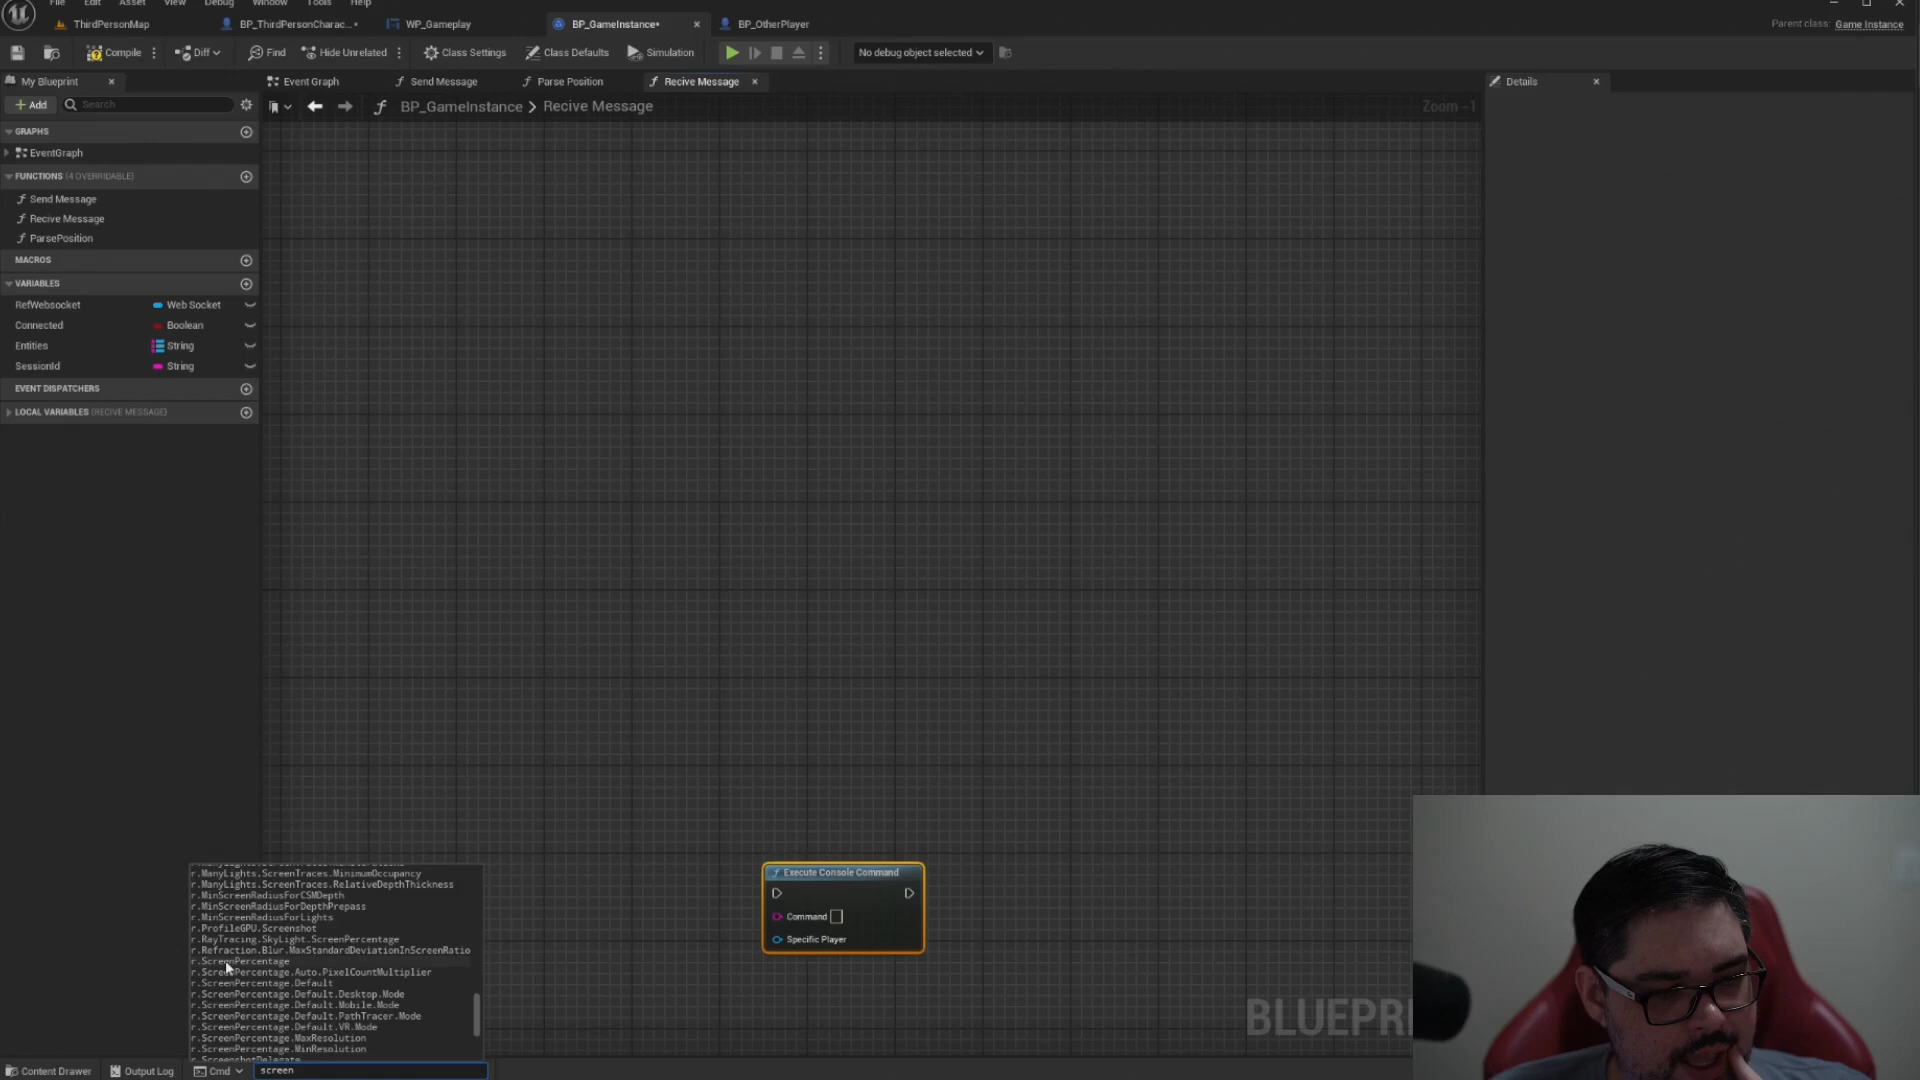 File Edit Asset View Debug Window Tools Help
ThirdPersonMap BP_ThirdPersonCharac...* WP_Gameplay BP_GameInstance* BP_OtherPlayer Parent class: Game Instance
Compile Diff Find Hide Unrelated Class Settings Class Defaults Simulation No debug object selected
My Blueprint Event Graph Send Message Parse Position Recive Message Details
+ Add Search BP_GameInstance > Recive Message Zoom -1
GRAPHS
EventGraph
FUNCTIONS (4 OVERRIDABLE)
Send Message
Recive Message
ParsePosition
MACROS
VARIABLES
RefWebsocket Web Socket
Connected Boolean
Entities String
SessionId String
EVENT DISPATCHERS
LOCAL VARIABLES (RECIVE MESSAGE)
r.ManyLights.ScreenTraces.MinimumOccupancy
r.ManyLights.ScreenTraces.RelativeDepthThickness
r.MinScreenRadiusForCSMDepth
r.MinScreenRadiusForDepthPrepass
r.MinScreenRadiusForLights
r.ProfileGPU.Screenshot
r.RayTracing.SkyLight.ScreenPercentage
r.Refraction.Blur.MaxStandardDeviationInScreenRatio
r.ScreenPercentage
r.ScreenPercentage.Auto.PixelCountMultiplier
r.ScreenPercentage.Default
r.ScreenPercentage.Default.Desktop.Mode
r.ScreenPercentage.Default.Mobile.Mode
r.ScreenPercentage.Default.PathTracer.Mode
r.ScreenPercentage.Default.VR.Mode
r.ScreenPercentage.MaxResolution
r.ScreenPercentage.MinResolution
r.ScreenshotDelegate
Execute Console Command
Command
Specific Player
BLUEPRI
Content Drawer Output Log Cmd screen